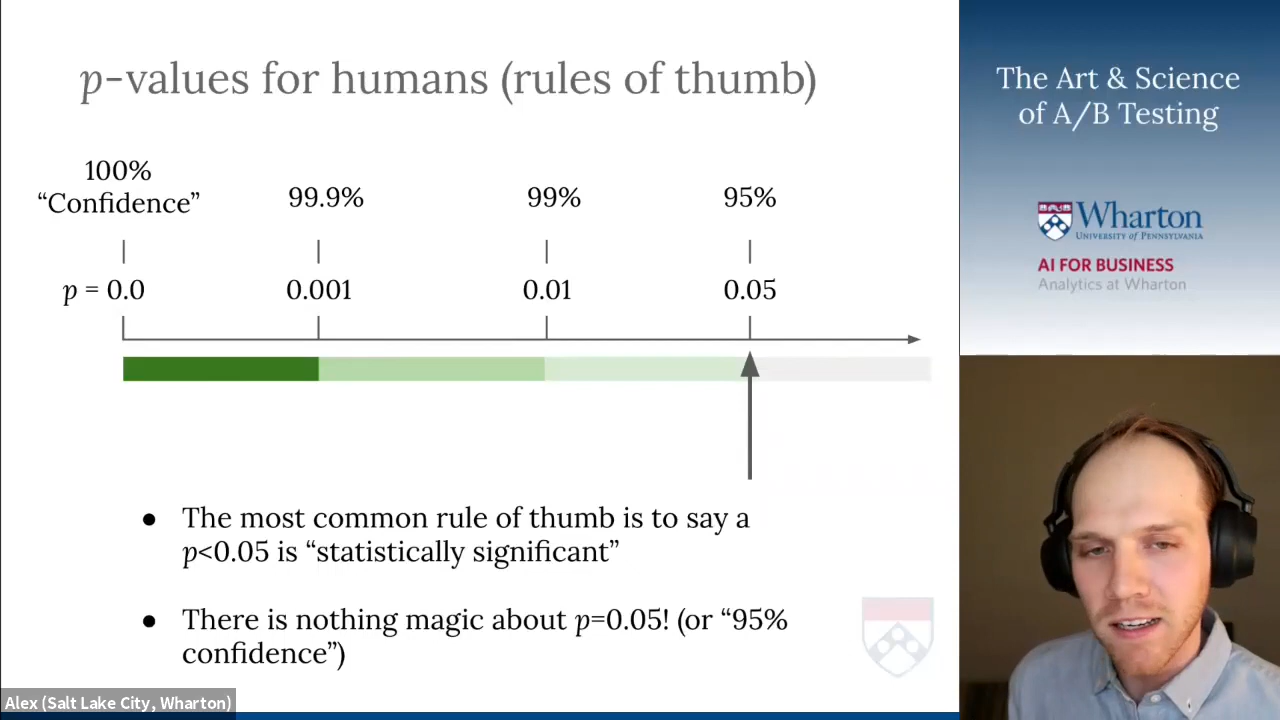 p-values for humans (rules of thumb)
100%
“Confidence”
99.9%
99%
95%
p = 0.0
0.001
0.01
0.05
● The most common rule of thumb is to say a
p<0.05 is “statistically significant”
● There is nothing magic about p=0.05! (or “95%
confidence”)
Alex (Salt Lake City, Wharton)
The Art & Science
of A/B Testing
Wharton
UNIVERSITY of PENNSYLVANIA
AI FOR BUSINESS
Analytics at Wharton